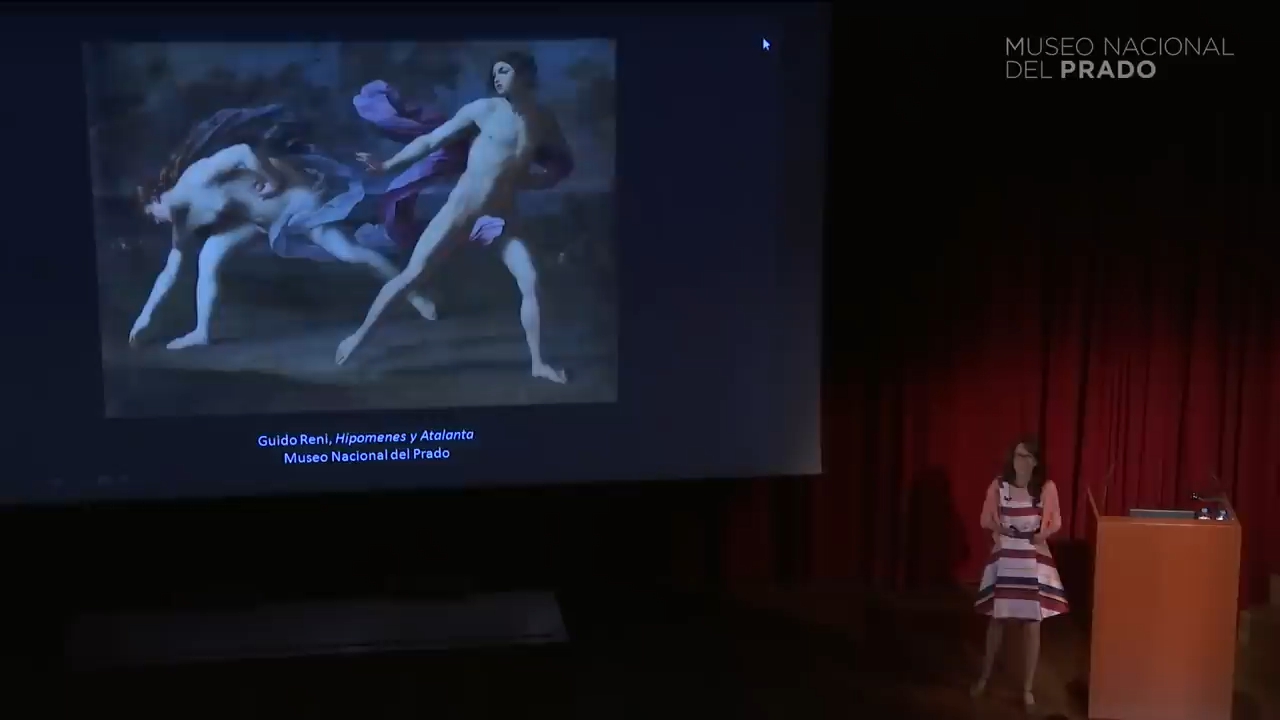 MUSEO NACIONAL
DEL PRADO
Guido Reni, Hipomenes y Atalanta
Museo Nacional del Prado